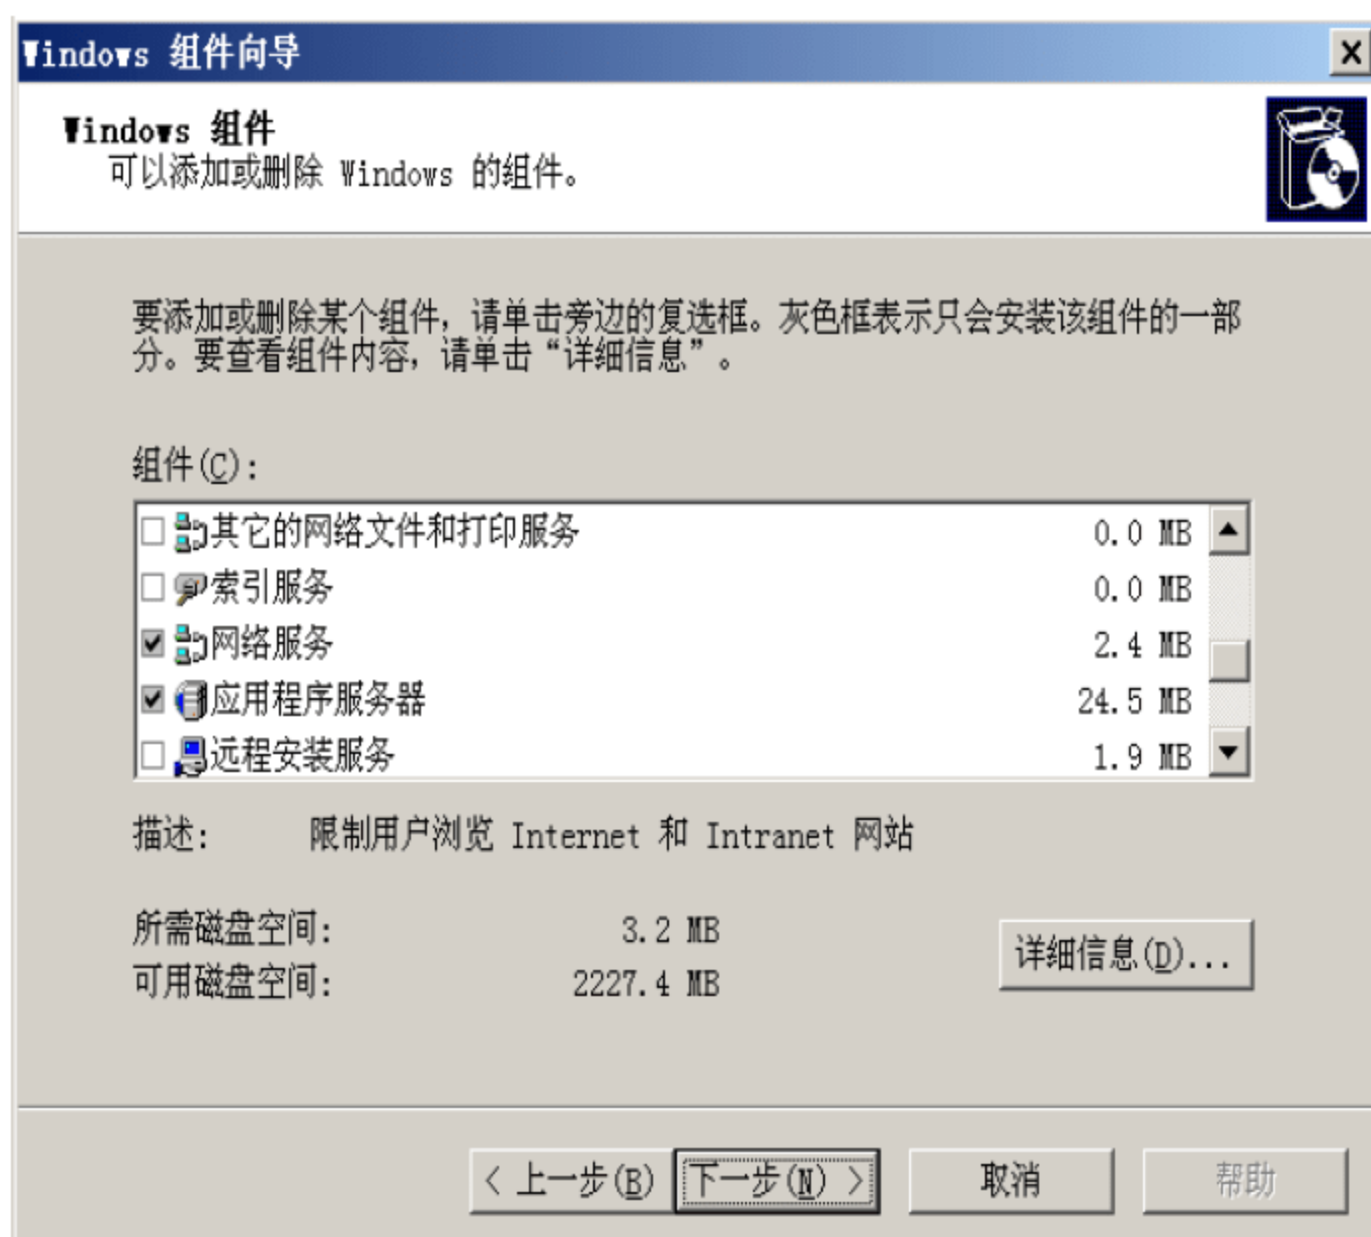 Windows 组件向导
Windows 组件
可以添加或删除 Windows 的组件。
要添加或删除某个组件，请单击旁边的复选框。灰色框表示只会安装该组件的一部
分。要查看组件内容，请单击“详细信息”。
组件(C):
其它的网络文件和打印服务 0.0 MB
索引服务 0.0 MB
网络服务 2.4 MB
应用程序服务器 24.5 MB
远程安装服务 1.9 MB
描述: 限制用户浏览 Internet 和 Intranet 网站
所需磁盘空间: 3.2 MB
可用磁盘空间: 2227.4 MB
详细信息(D)...
< 上一步(B) 下一步(N) > 取消 帮助